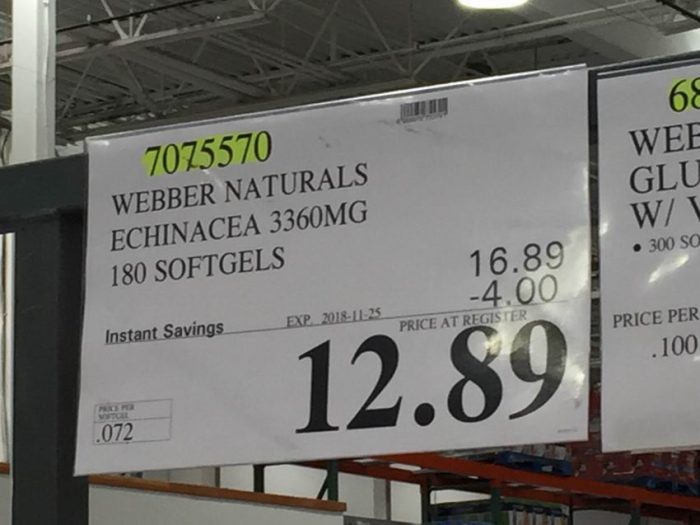 7075570
WEBBER NATURALS
ECHINACEA 3360MG
180 SOFTGELS
16.89
-4.00
Instant Savings
EXP. 2018-11-25
PRICE AT REGISTER
12.89
PRICE PER
SOFTGEL
.072
68
WEB
GLU
W/
• 300 SO
PRICE PER
.100